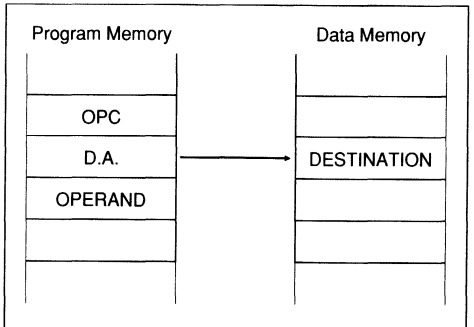 Program Memory
Data Memory
OPC
D.A.
DESTINATION
OPERAND